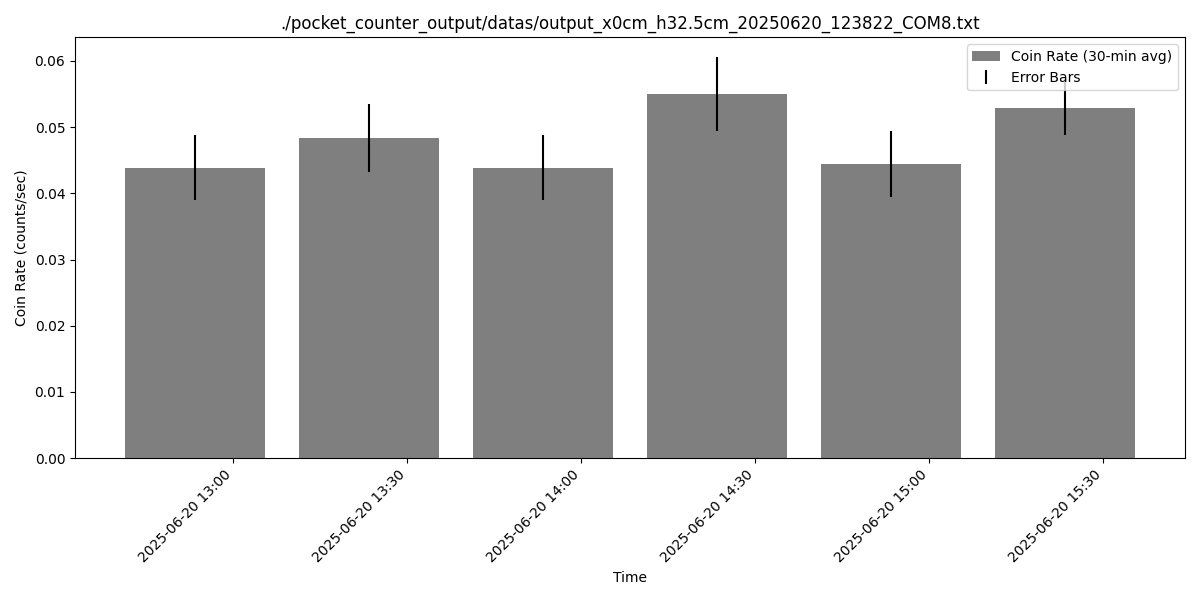 ./pocket_counter_output/datas/output_x0cm_h32.5cm_20250620_123822_COM8.txt
Coin Rate (30-min avg)
Error Bars
Coin Rate (counts/sec)
0.06
0.05
0.04
0.03
0.02
0.01
0.00
2025-06-20 13:00
2025-06-20 13:30
2025-06-20 14:00
2025-06-20 14:30
2025-06-20 15:00
2025-06-20 15:30
Time